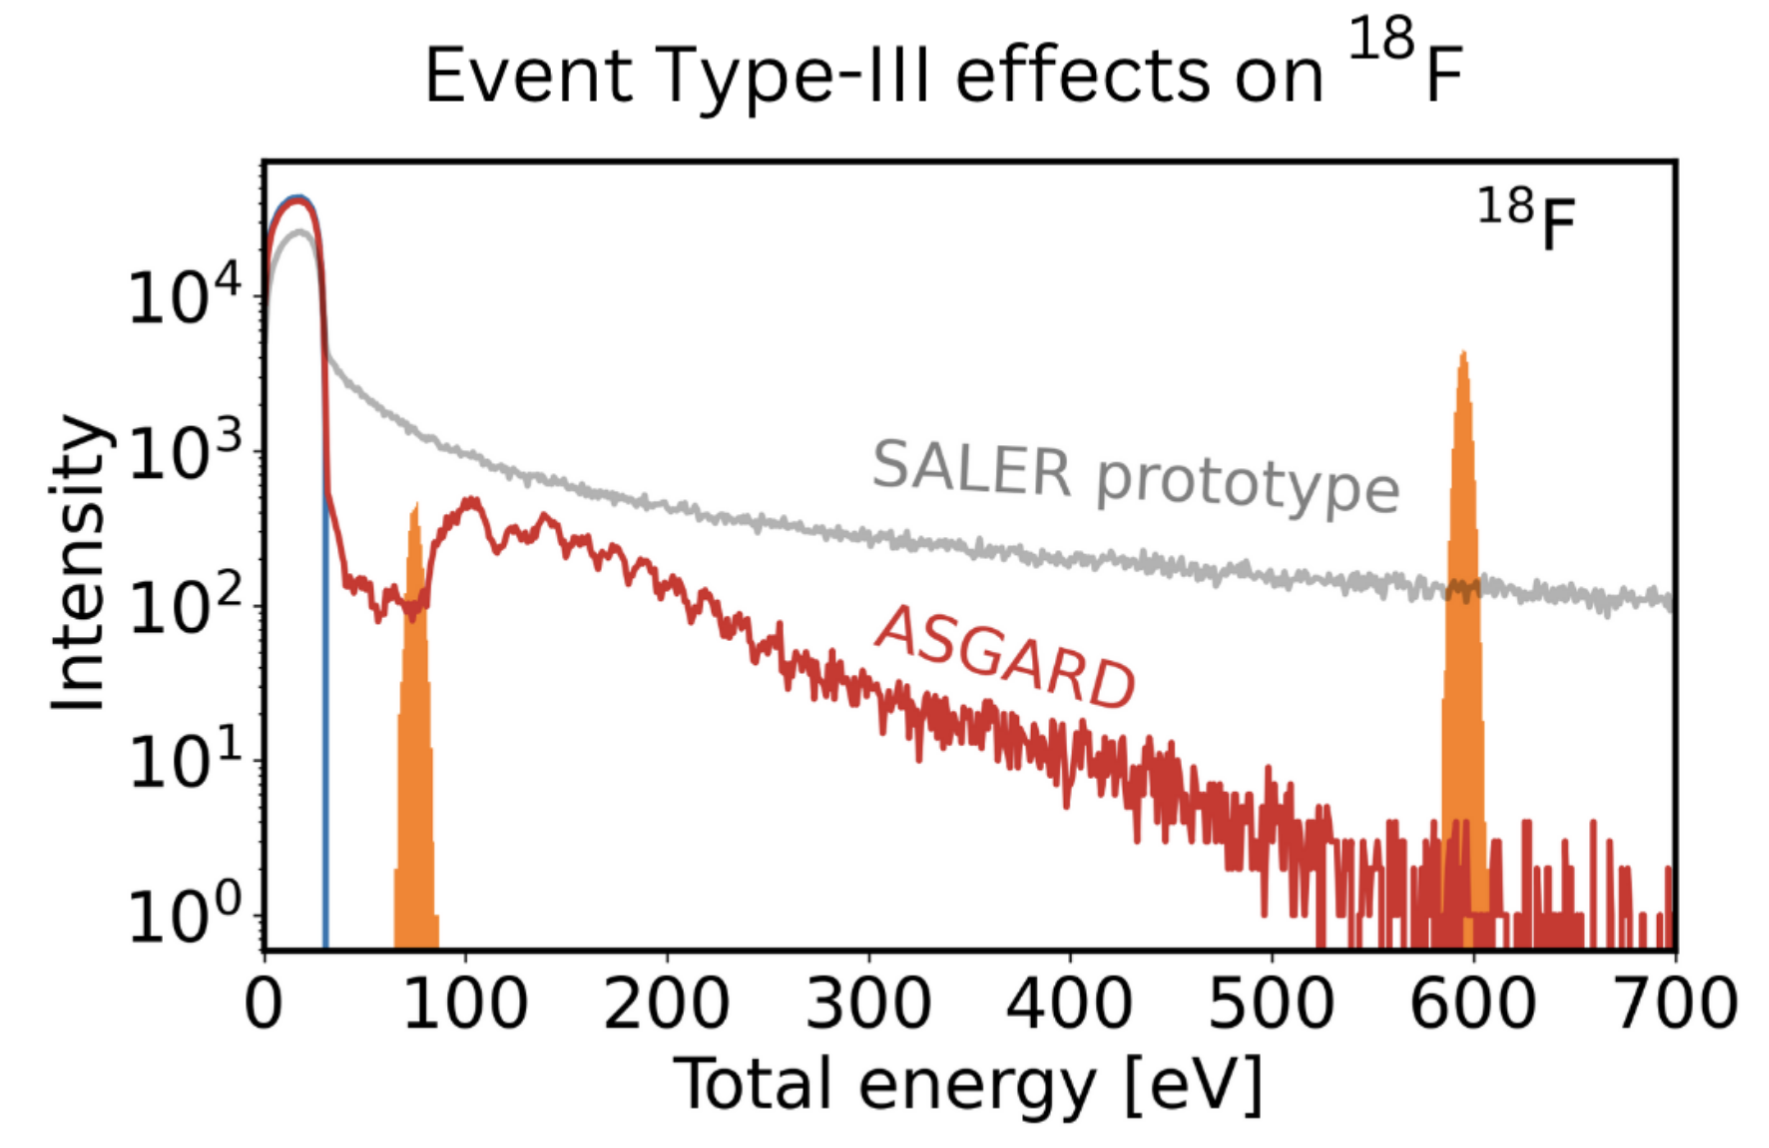 Event Type-III effects on ¹⁸F
¹⁸F
10⁴
10³
10²
10¹
10⁰
Intensity
SALER prototype
ASGARD
0 100 200 300 400 500 600 700
Total energy [eV]